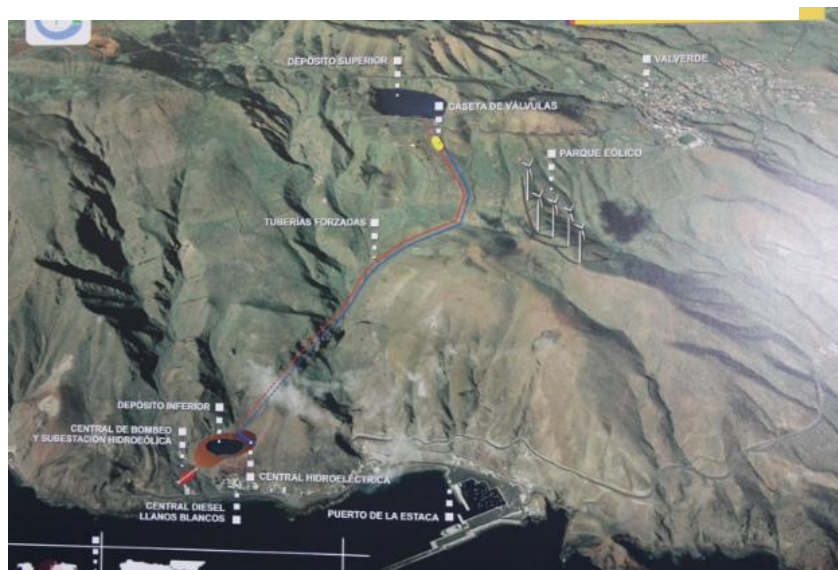 DEPÓSITO SUPERIOR
VALVERDE
CASETA DE VÁLVULAS
PARQUE EÓLICO
TUBERÍAS FORZADAS
DEPÓSITO INFERIOR
CENTRAL DE BOMBEO
Y SUBESTACIÓN HIDROEÓLICA
CENTRAL HIDROELÉCTRICA
CENTRAL DIESEL
LLANOS BLANCOS
PUERTO DE LA ESTACA